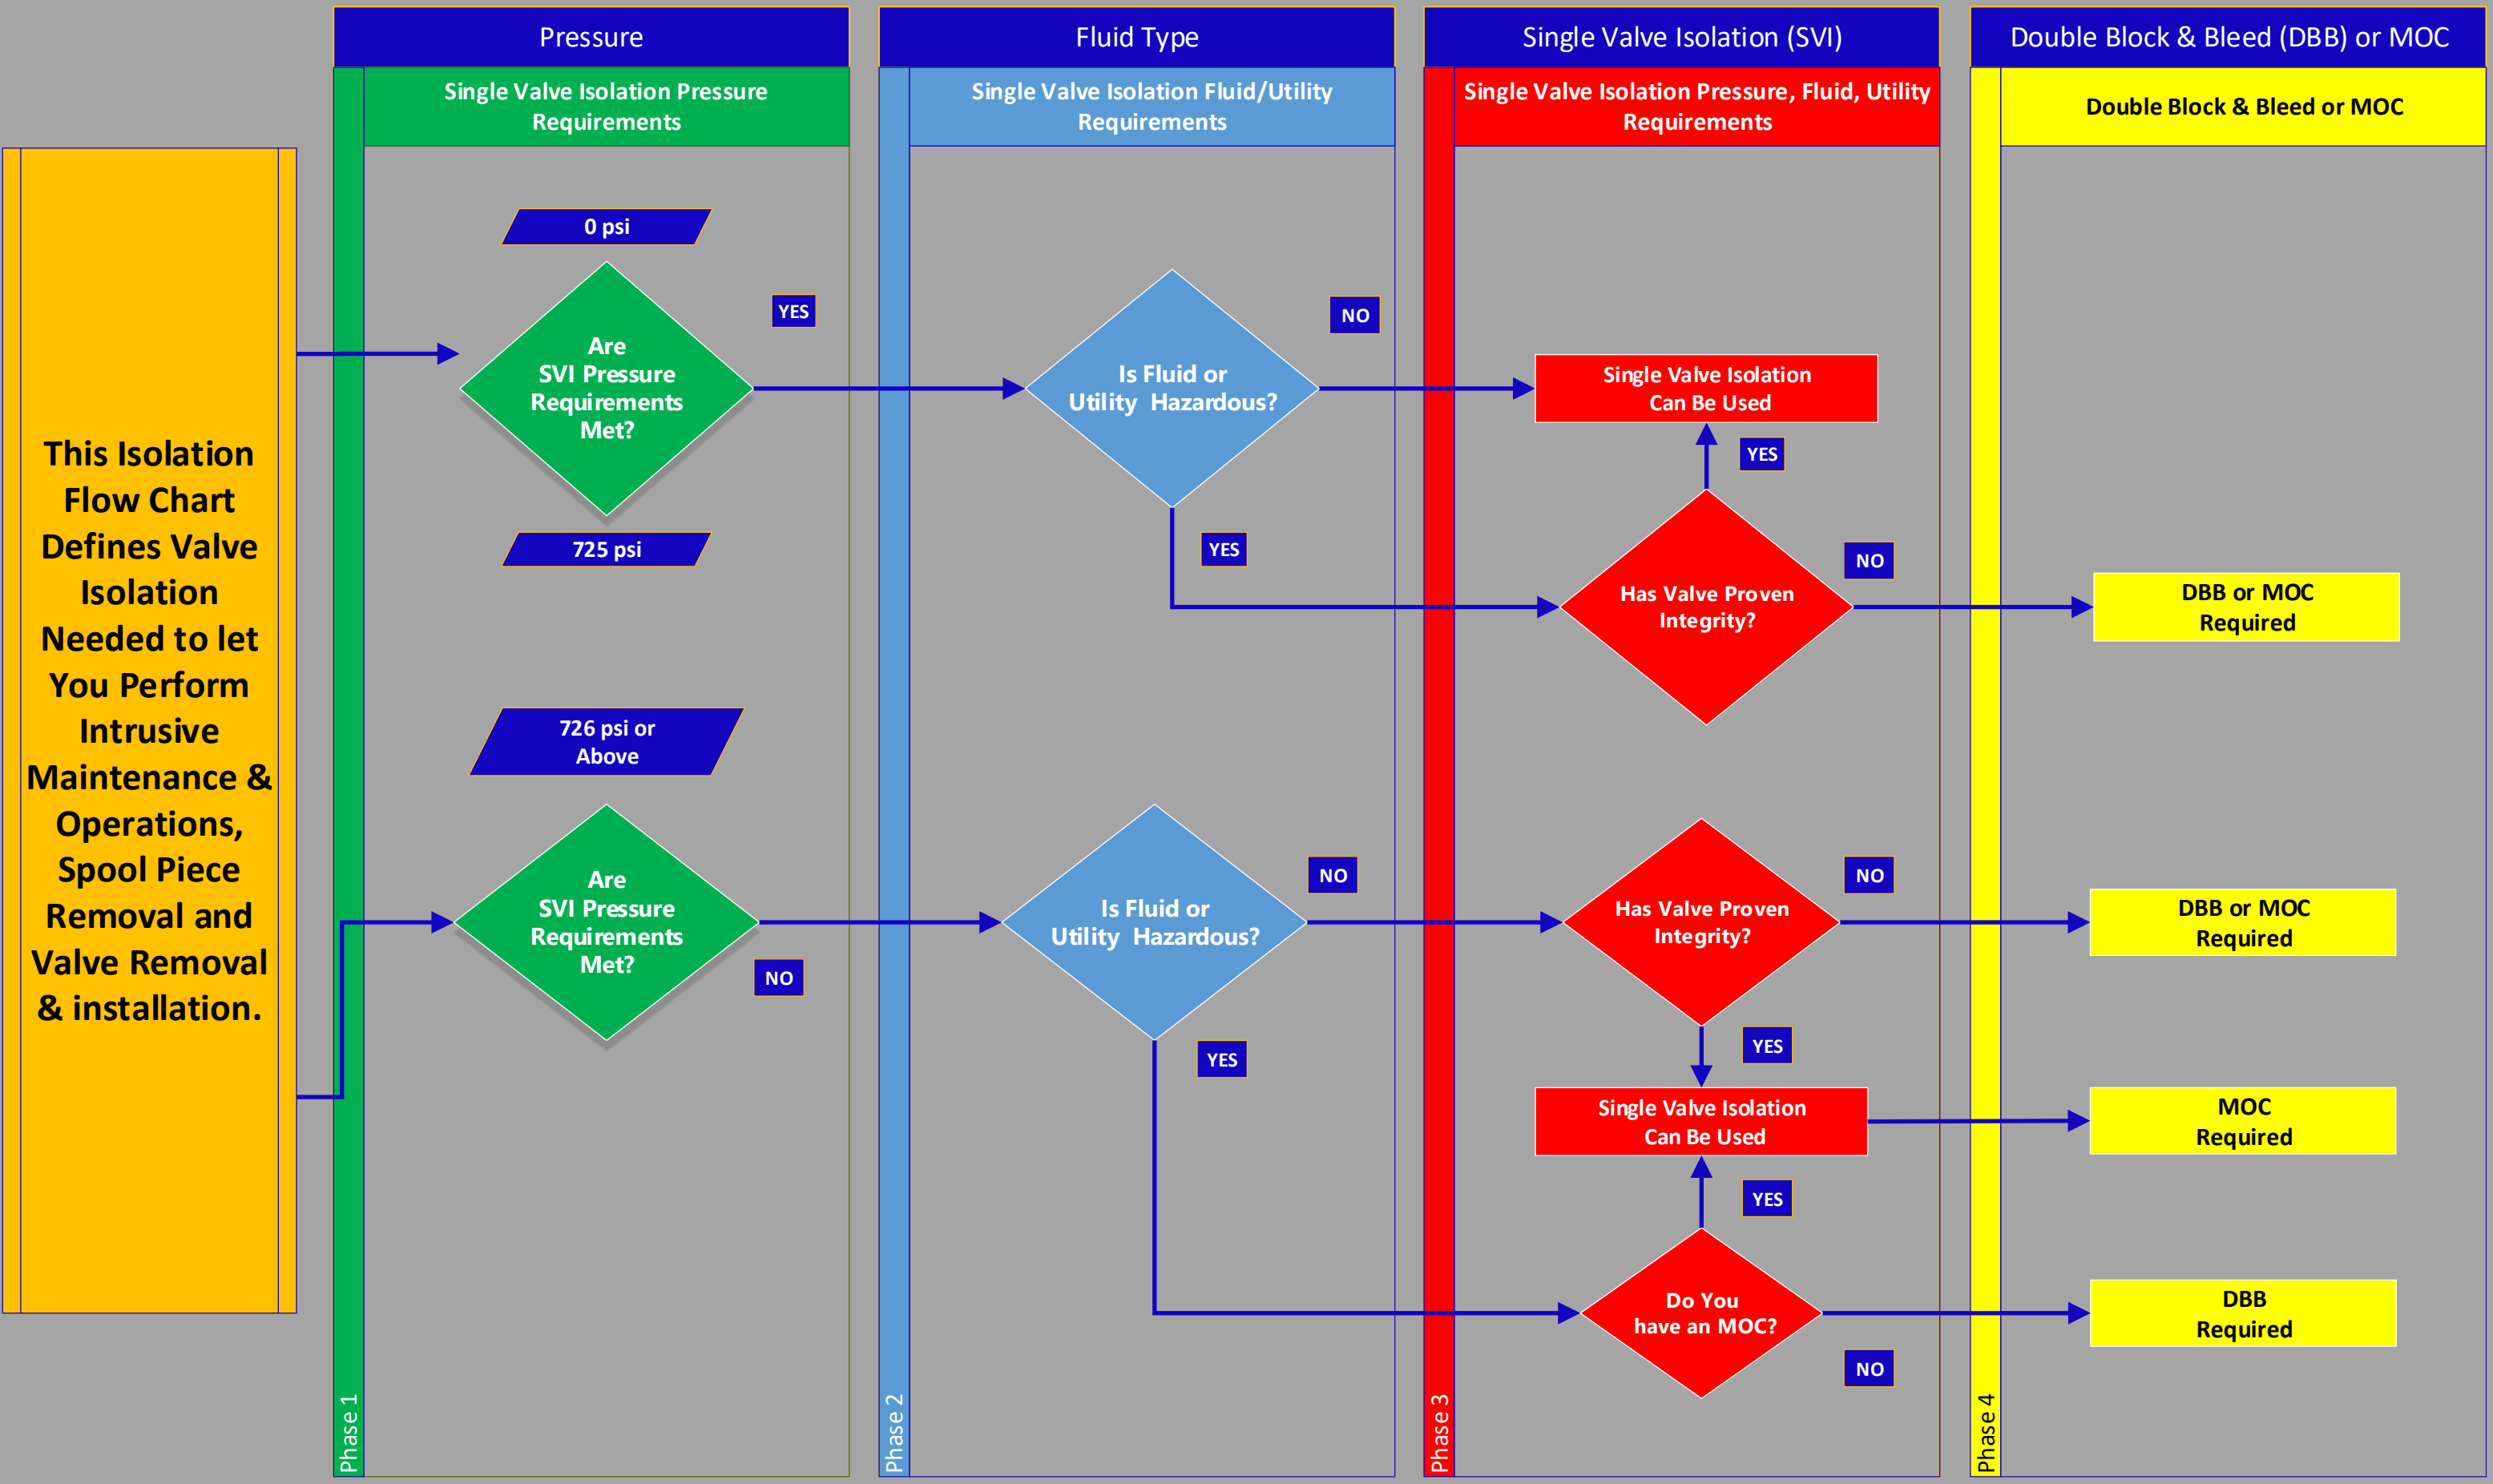 This Isolation
Flow Chart
Defines Valve
Isolation
Needed to let
You Perform
Intrusive
Maintenance &
Operations,
Spool Piece
Removal and
Valve Removal
& installation.
Pressure
Single Valve Isolation Pressure
Requirements
0 psi
YES
Are
SVI Pressure
Requirements
Met?
725 psi
726 psi or
Above
Are
SVI Pressure
Requirements
Met?
NO
Phase 1
Fluid Type
Single Valve Isolation Fluid/Utility
Requirements
NO
Is Fluid or
Utility Hazardous?
YES
NO
Is Fluid or
Utility Hazardous?
YES
Phase 2
Single Valve Isolation (SVI)
Single Valve Isolation Pressure, Fluid, Utility
Requirements
Single Valve Isolation
Can Be Used
YES
NO
Has Valve Proven
Integrity?
NO
Has Valve Proven
Integrity?
YES
Single Valve Isolation
Can Be Used
YES
Do You
have an MOC?
NO
Phase 3
Double Block & Bleed (DBB) or MOC
Double Block & Bleed or MOC
DBB or MOC
Required
DBB or MOC
Required
MOC
Required
DBB
Required
Phase 4